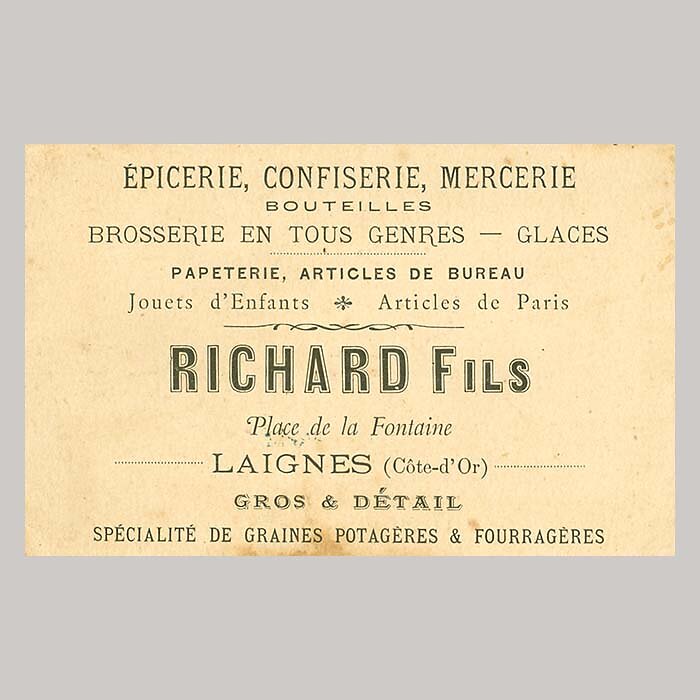 ÉPICERIE, CONFISERIE, MERCERIE
BOUTEILLES
BROSSERIE EN TOUS GENRES — GLACES
PAPETERIE, ARTICLES DE BUREAU
Jouets d'Enfants ❉ Articles de Paris
RICHARD FILS
Place de la Fontaine
LAIGNES (Côte-d'Or)
GROS & DÉTAIL
SPÉCIALITÉ DE GRAINES POTAGÈRES & FOURRAGÈRES